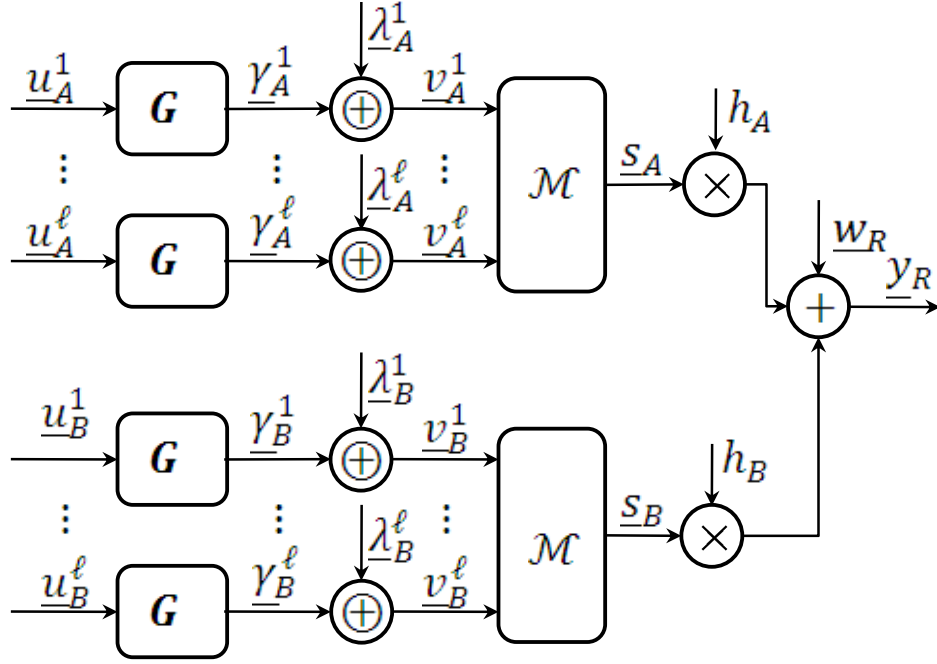 λ_A^1
u_A^1 G γ_A^1 ⊕ v_A^1
h_A
⋮ ⋮ λ_A^ℓ ⋮ ℳ s_A ×
u_A^ℓ G γ_A^ℓ ⊕ v_A^ℓ
w_R
+ y_R
λ_B^1
u_B^1 G γ_B^1 ⊕ v_B^1
h_B
⋮ ⋮ λ_B^ℓ ⋮ ℳ s_B ×
u_B^ℓ G γ_B^ℓ ⊕ v_B^ℓ